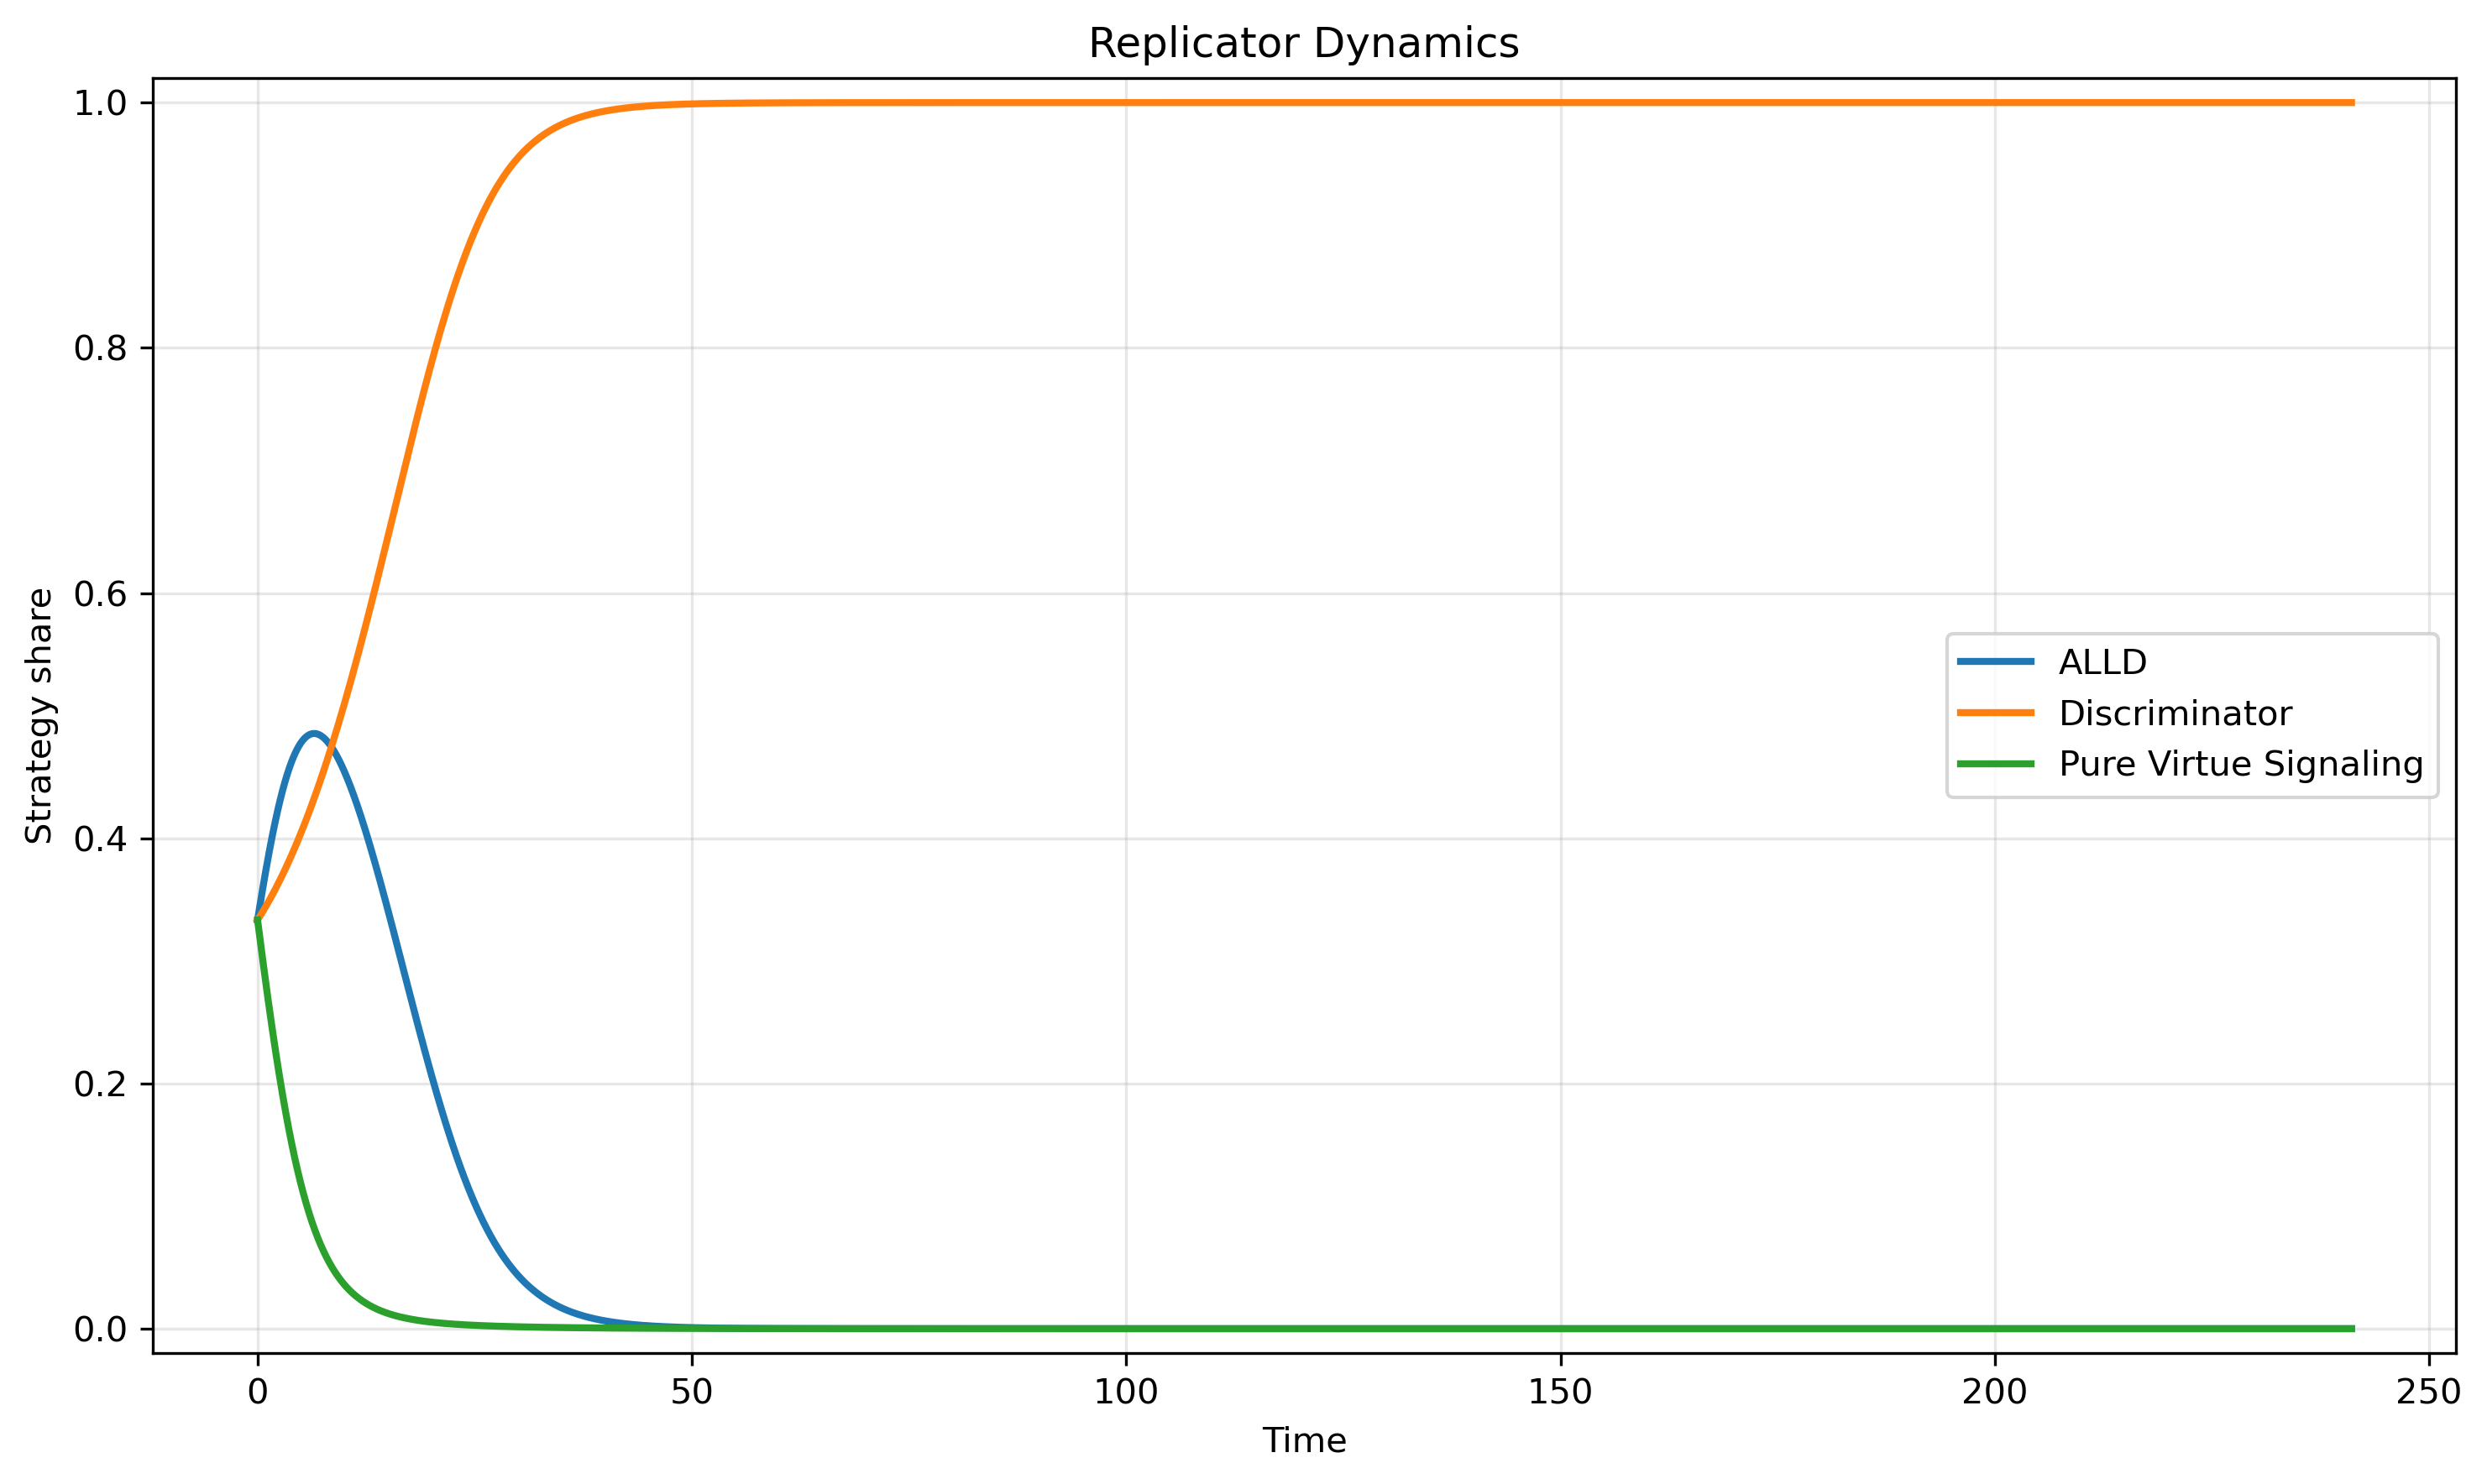 Replicator Dynamics
1.0
0.8
0.6
0.4
0.2
0.0
Strategy share
ALLD
Discriminator
Pure Virtue Signaling
0 50 100 150 200 250
Time